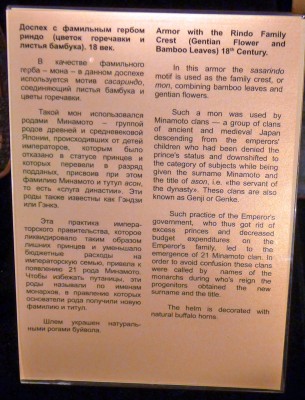 Доспех с фамильным гербом
риндо (цветок горечавки и
листья бамбука). 18 век.
В качестве фамильного
герба – мона – в данном доспехе
используется мотив сасариндо,
соединяющий листья бамбука и
цветы горечавки.
Такой мон использовался
родами Минамото – группой
родов древней и средневековой
Японии, происходивших от детей
императоров, которым было
отказано в статусе принцев и
которых перевели в разряд
подданных, присвоив при этом
фамилию Минамото и титул асон,
то есть «слуга династии». Эти
роды также известны как Гэндзи
или Гэнкэ.
Эта практика импера-
торского правительства, которое
ликвидировало таким образом
лишних принцев и уменьшало
бюджетные расходы на
императорскую семью, привела к
появлению 21 рода Минамото.
Чтобы избежать путаницы, эти
роды называли по именам
монархов, в правление которых
основатели рода получили новую
фамилию и титул.
Шлем украшен натураль-
ными рогами буйвола.
Armor with the Rindo Family
Crest (Gentian Flower and
Bamboo Leaves) 18th Century.
In this armor the sasarindo
motif is used as the family crest, or
mon, combining bamboo leaves and
gentian flowers.
Such a mon was used by
Minamoto clans — a group of clans
of ancient and medieval Japan
descending from the emperors'
children who had been denied the
prince's status and downshifted to
the category of subjects while being
given the surname Minamoto and
the title of ason, i.e. «the servant of
the dynasty». These clans are also
known as Genji or Genke.
Such practice of the Emperor's
government, who thus got rid of
excess princes and decreased
budget expenditures on the
Emperor's family, led to the
emergence of 21 Minamoto clan. In
order to avoid confusion these clans
were called by names of the
monarchs during who's reign the
progenitors obtained the new
surname and the title.
The helm is decorated with
natural buffalo horns.